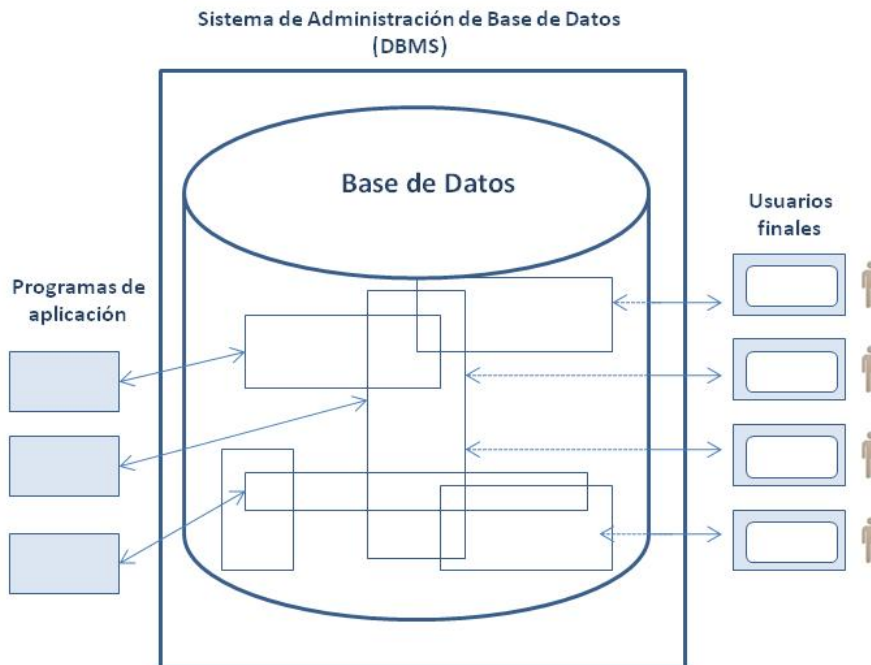 Sistema de Administración de Base de Datos
(DBMS)
Base de Datos
Usuarios
finales
Programas de
aplicación